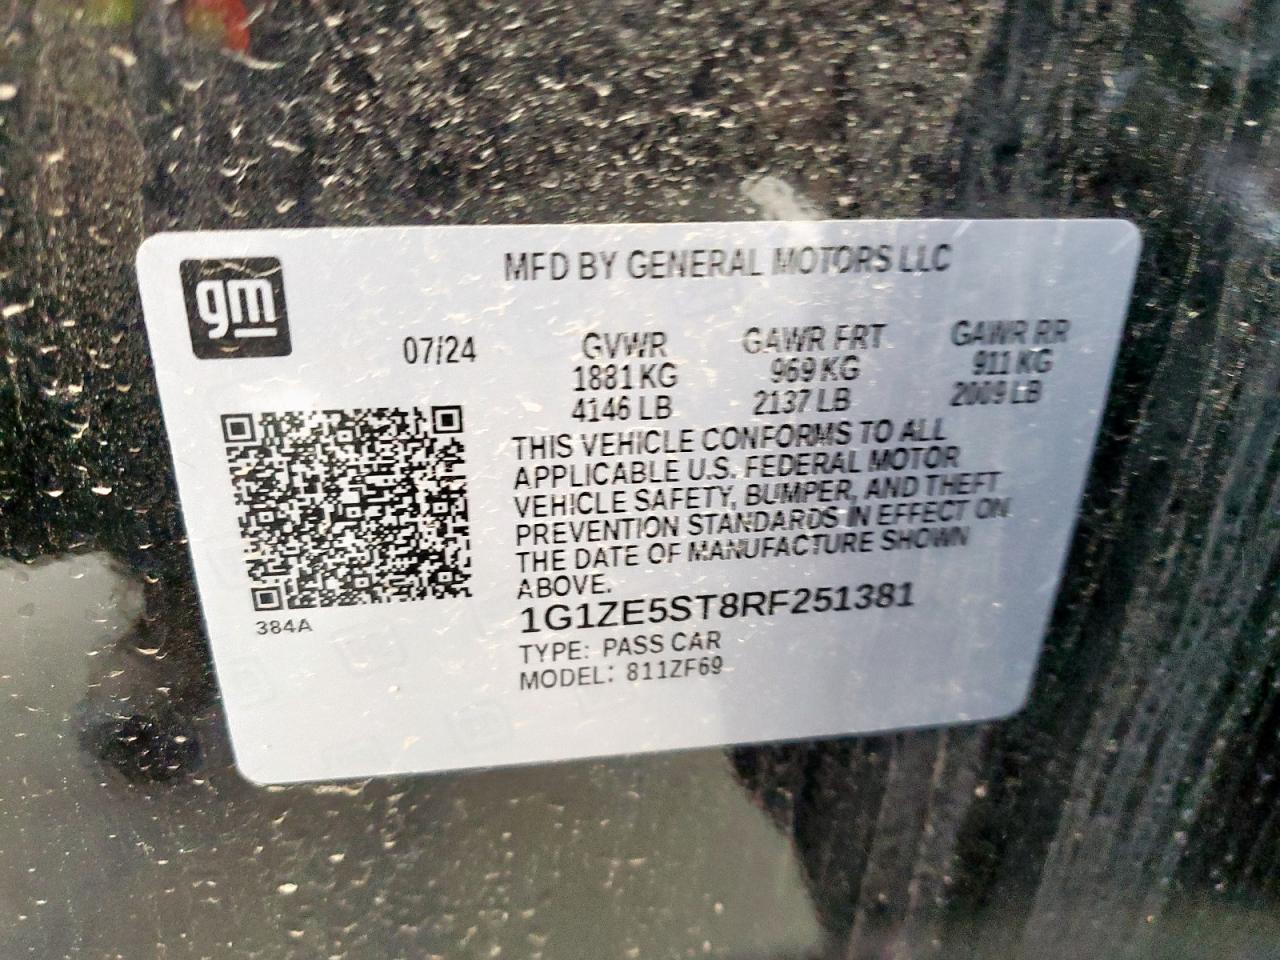 gm
MFD BY GENERAL MOTORS LLC
07/24 GVWR GAWR FRT GAWR RR
1881 KG 969 KG 911 KG
4146 LB 2137 LB 2009 LB
THIS VEHICLE CONFORMS TO ALL
APPLICABLE U.S. FEDERAL MOTOR
VEHICLE SAFETY, BUMPER, AND THEFT
PREVENTION STANDARDS IN EFFECT ON
THE DATE OF MANUFACTURE SHOWN
ABOVE.
1G1ZE5ST8RF251381
384A
TYPE: PASS CAR
MODEL: 811ZF69